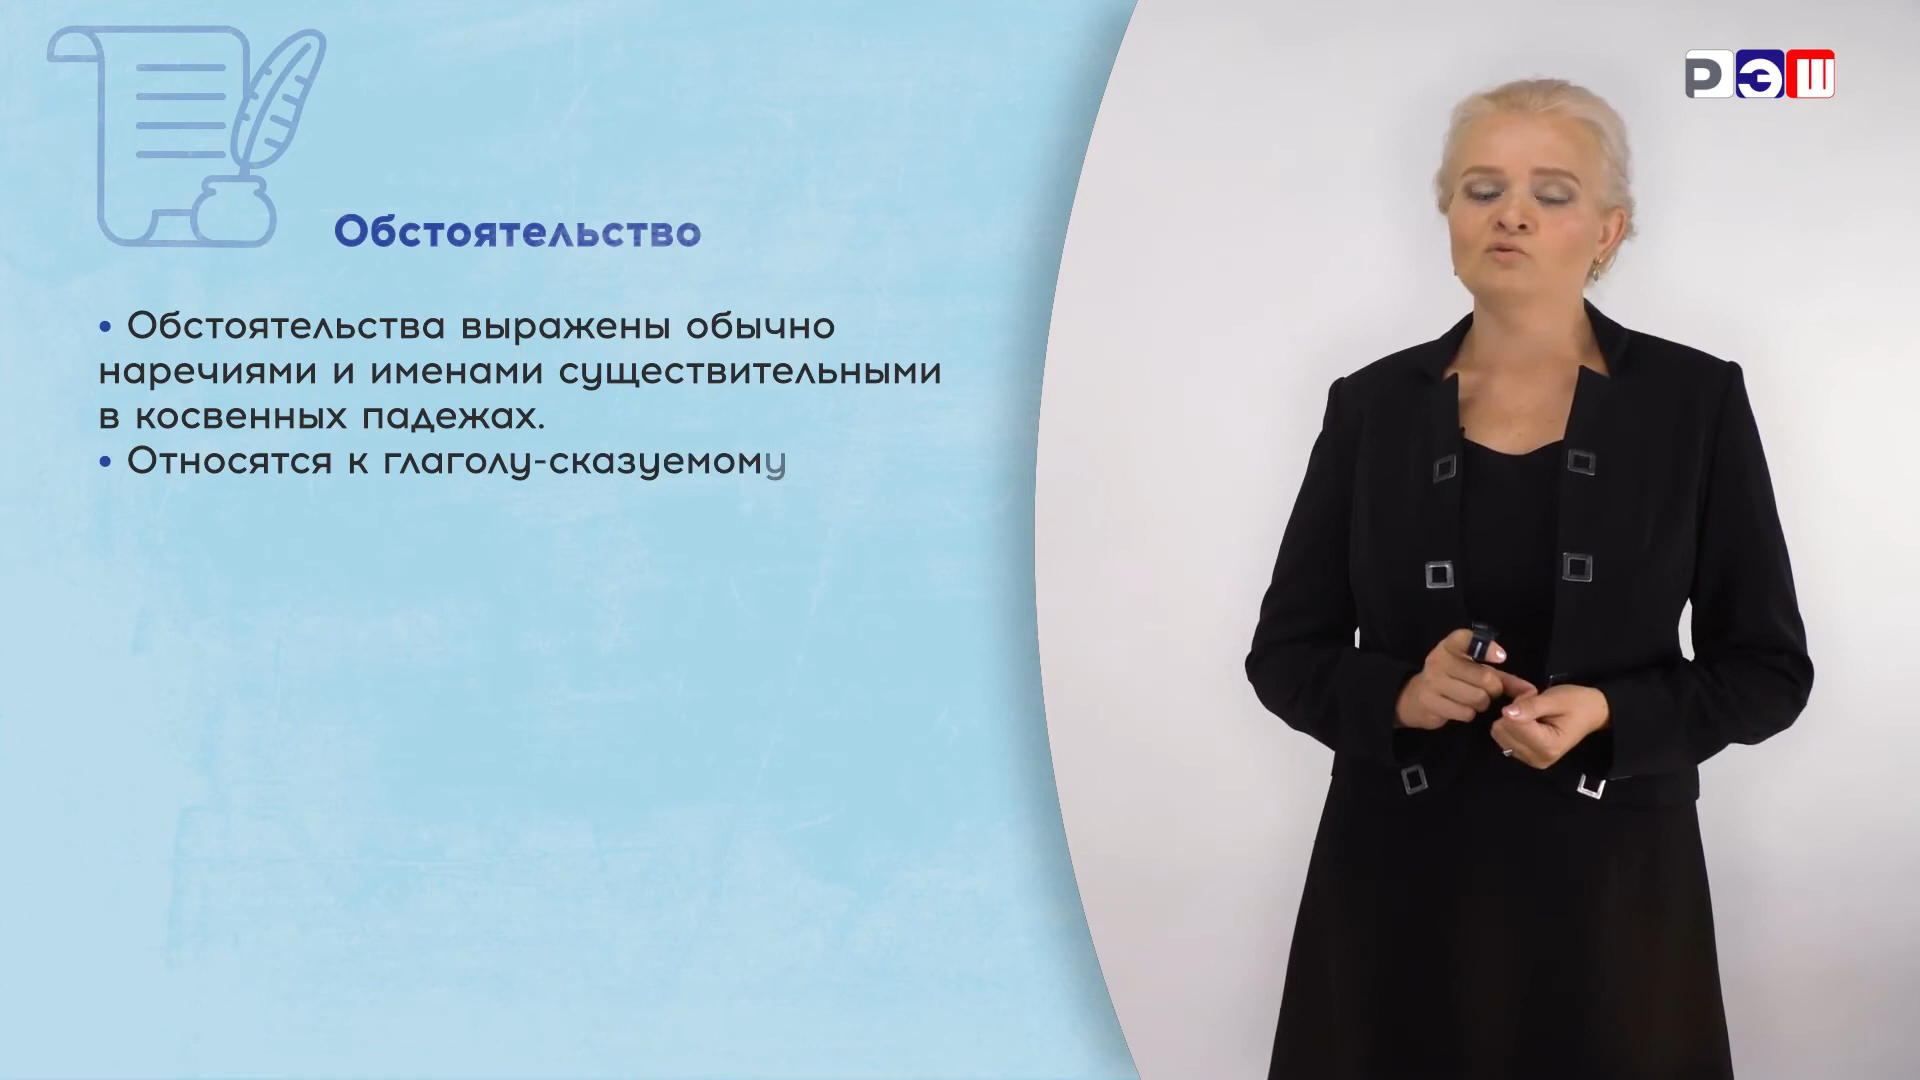 РЭШ
Обстоятельство
• Обстоятельства выражены обычно
наречиями и именами существительными
в косвенных падежах.
• Относятся к глаголу-сказуемому